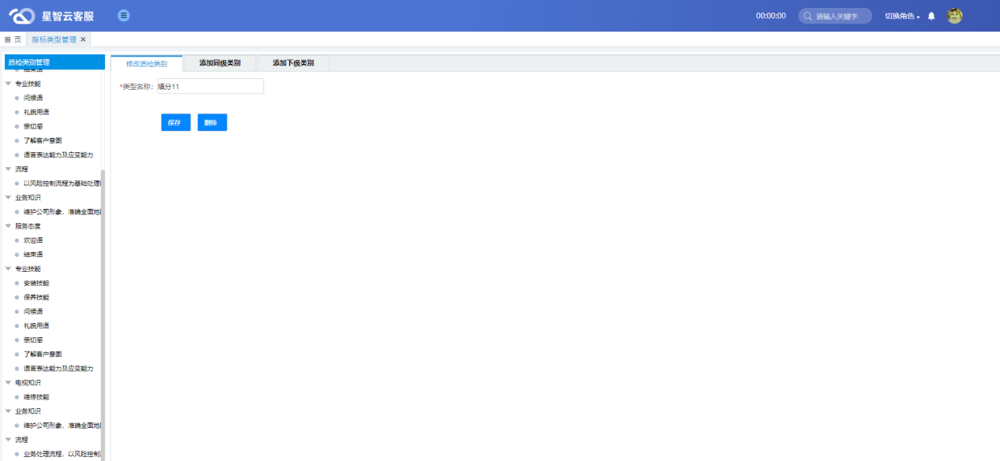 星智云客服
00:00:00
请输入关键字
切换角色
首页
指标类型管理
质检类别管理
修改质检类别
添加同级类别
添加下级类别
结束语
专业技能
*类型名称: 填分11
问候语
礼貌用语
保存
删除
亲切感
了解客户意图
语言表达能力及应变能力
流程
以风险控制流程为基础处理
业务知识
维护公司形象，准确全面地
服务态度
欢迎语
结束语
专业技能
安装技能
保养技能
问候语
礼貌用语
亲切感
了解客户意图
语言表达能力及应变能力
电视知识
维修技能
业务知识
维护公司形象，准确全面地
流程
业务处理流程，以风险控制